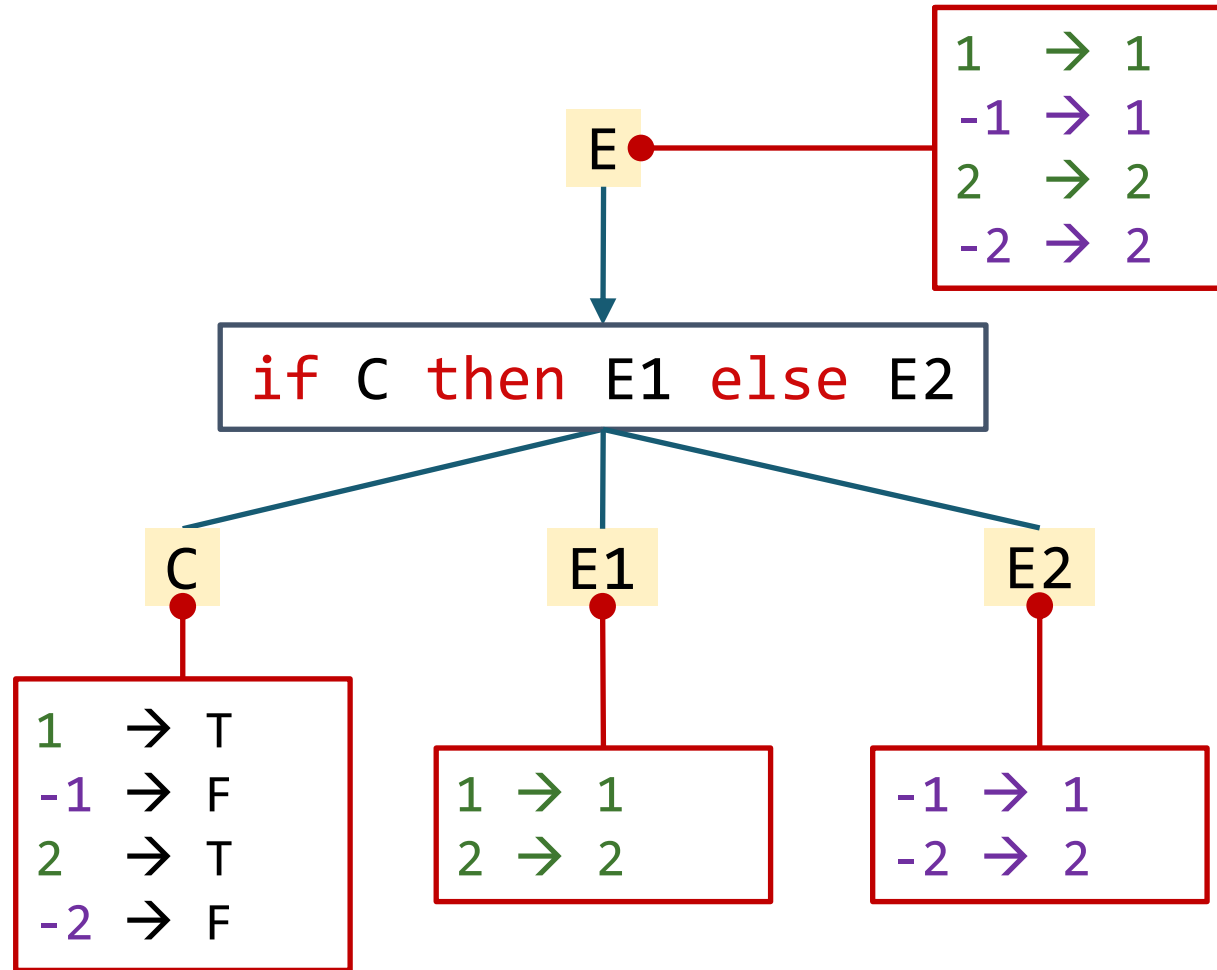 1 → 1
-1 → 1
E
2 → 2
-2 → 2
if C then E1 else E2
C
E1
E2
1 → T
-1 → F
2 → T
-2 → F
1 → 1
2 → 2
-1 → 1
-2 → 2